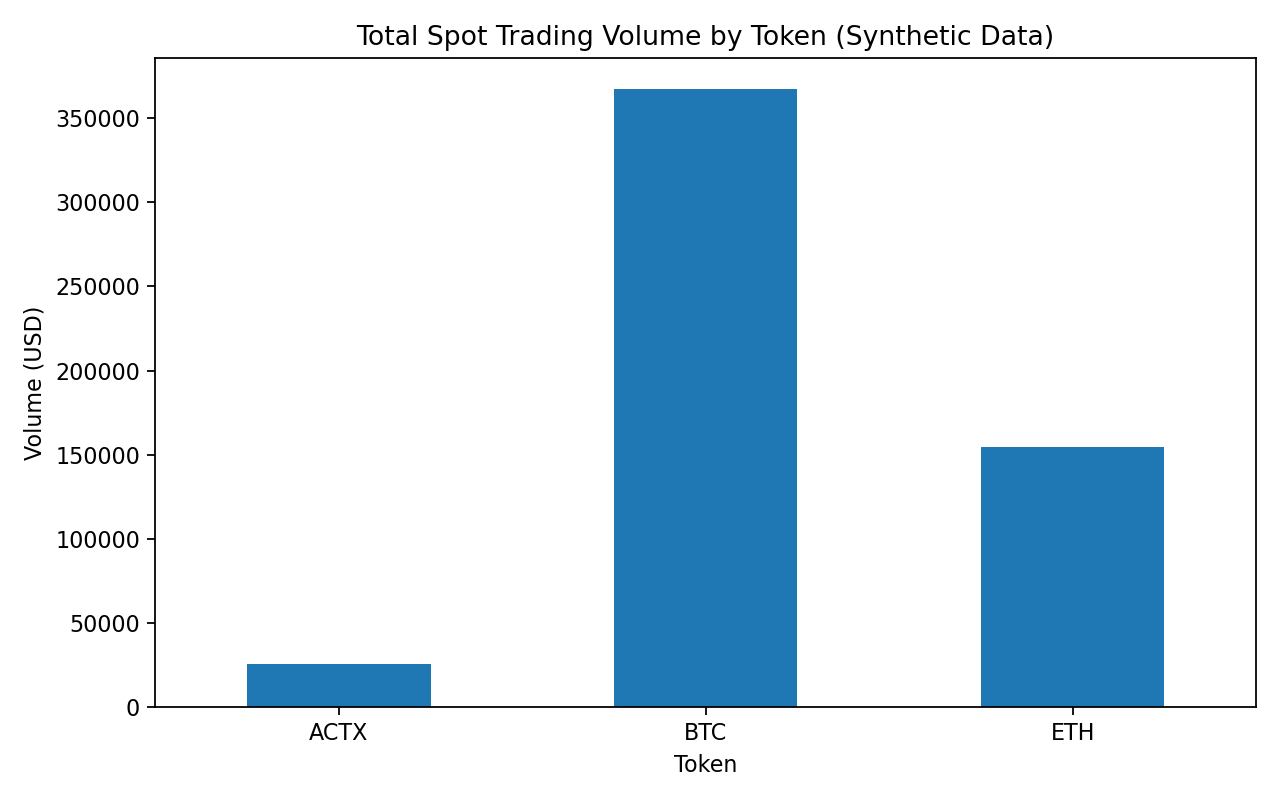 Total Spot Trading Volume by Token (Synthetic Data)
Volume (USD)
350000
300000
250000
200000
150000
100000
50000
0
ACTX BTC ETH
Token